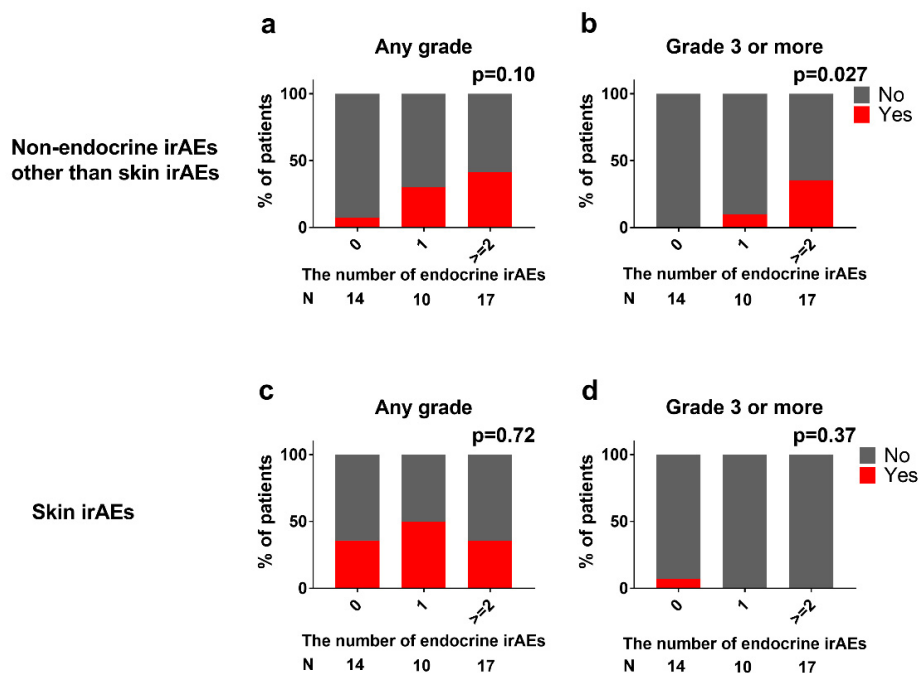 a
Any grade
p=0.10
b
Grade 3 or more
p=0.027
No
Yes
Non-endocrine irAEs
other than skin irAEs
% of patients
100
50
0
0
1
>=2
The number of endocrine irAEs
N 14 10 17
% of patients
100
50
0
0
1
>=2
The number of endocrine irAEs
N 14 10 17
c
Any grade
p=0.72
d
Grade 3 or more
p=0.37
No
Yes
Skin irAEs
% of patients
100
50
0
0
1
>=2
The number of endocrine irAEs
N 14 10 17
% of patients
100
50
0
0
1
>=2
The number of endocrine irAEs
N 14 10 17